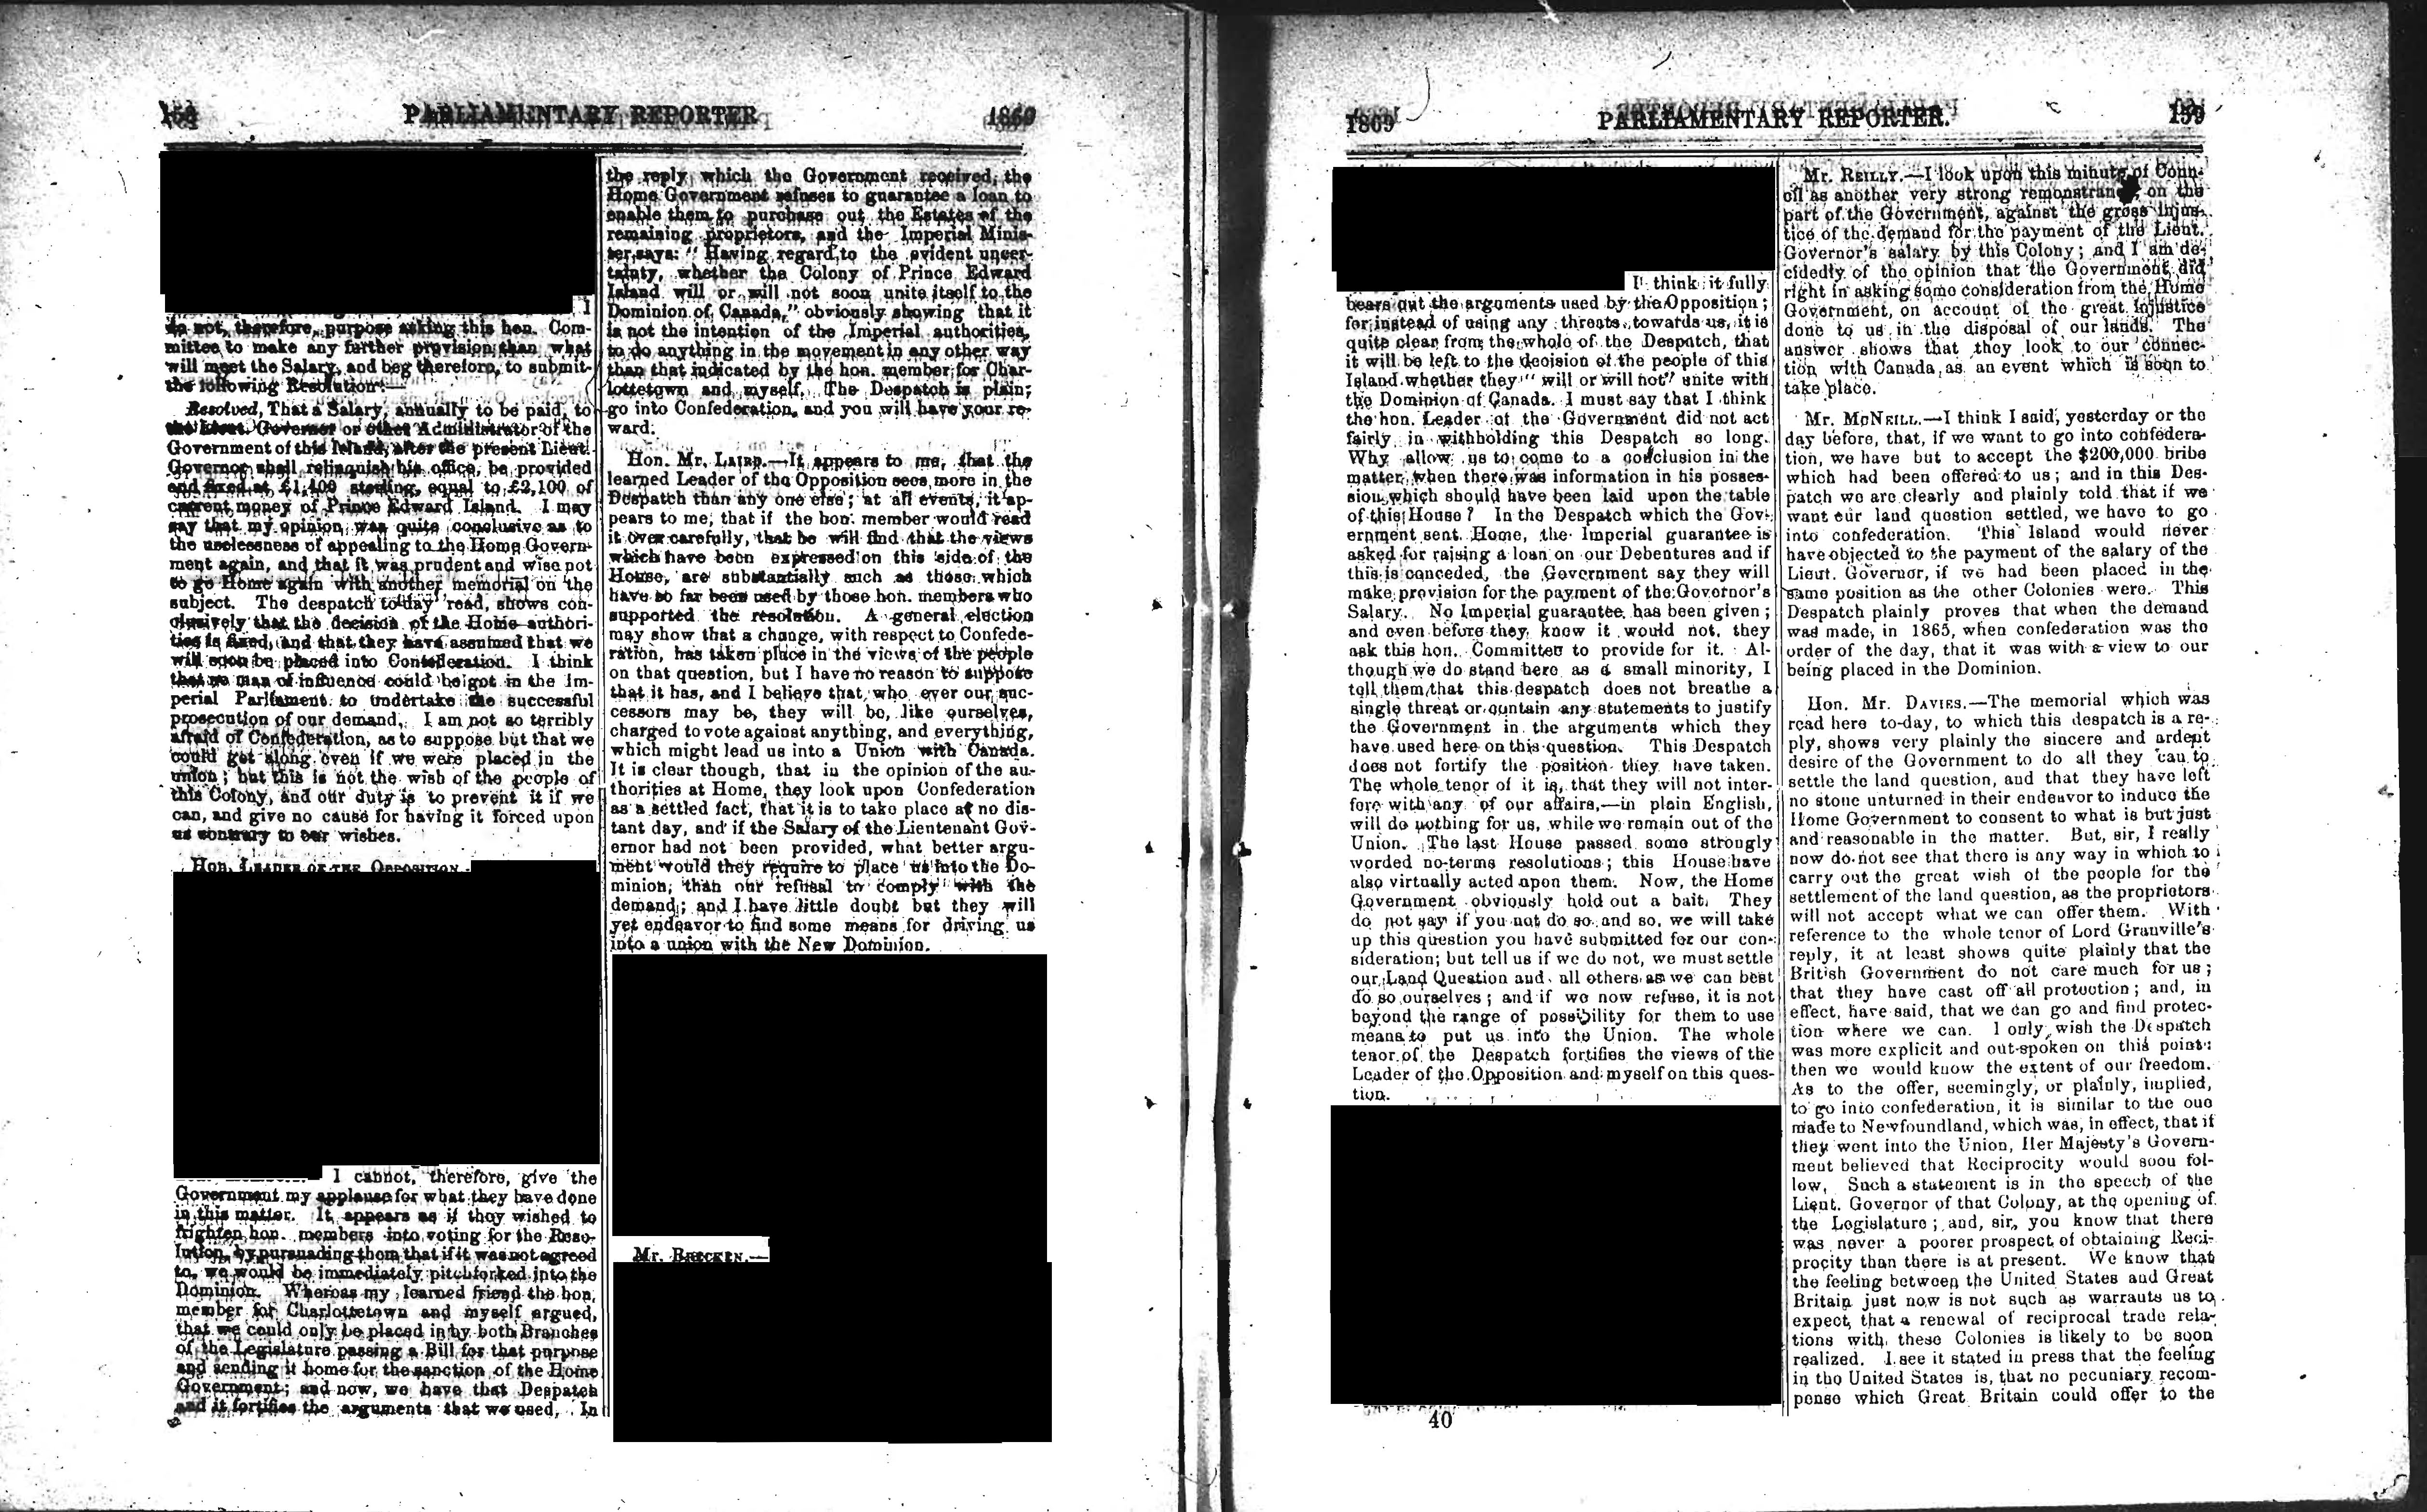 158 PARLIAMENTARY REPORTER 1869
I
do not, therefore, purpose asking this hon. Com-
mittee to make any further provision than what
will meet the Salary, and beg therefore, to submit
the following Resolution:—
Resolved, That a Salary, annually to be paid, to
the Lieut. Governor or other Administrator of the
Government of this Island, after the present Lieut.
Governor shall relinquish his office, be provided
and fixed at £1,400 sterling, equal to £2,100 of
current money of Prince Edward Island. I may
say that my opinion was quite conclusive as to
the uselessness of appealing to the Home Govern-
ment again, and that it was prudent and wise not
to go Home again with another memorial on the
subject. The despatch to-day read, shows con-
clusively that the decision of the Home authori-
ties is fixed, and that they have assumed that we
will soon be placed into Confederation. I think
that no man of influence could be got in the Im-
perial Parliament to undertake the successful
prosecution of our demand. I am not so terribly
afraid of Confederation, as to suppose but that we
could get along even if we were placed in the
union; but this is not the wish of the people of
this Colony, and our duty is to prevent it if we
can, and give no cause for having it forced upon
us contrary to our wishes.
Hon. LEADER OF THE OPPOSITION.
I cannot, therefore, give the
Government my applause for what they have done
in this matter. It appears as if they wished to
frighten hon. members into voting for the Reso-
lution, by pursuading them that if it was not agreed
to, we would be immediately pitchforked into the
Dominion. Whereas my learned friend the hon.
member for Charlottetown and myself argued,
that we could only be placed in by both Branches
of the Legislature passing a Bill for that purpose
and sending it home for the sanction of the Home
Government; and now, we have that Despatch
and it fortifies the arguments that we used. In
the reply which the Government received, the
Home Government refuses to guarantee a loan to
enable them to purchase out the Estates of the
remaining proprietors, and the Imperial Minis-
ter says: "Having regard to the evident uncer-
tainty, whether the Colony of Prince Edward
Island will or will not soon unite itself to the
Dominion of Canada," obviously showing that it
is not the intention of the Imperial authorities,
to do anything in the movement in any other way
than that indicated by the hon. member for Char-
lottetown and myself. The Despatch is plain;
go into Confederation, and you will have your re-
ward.
Hon. Mr. LAIRD.—It appears to me, that the
learned Leader of the Opposition sees more in the
Despatch than any one else; at all events, it ap-
pears to me, that if the hon. member would read
it over carefully, that he will find that the views
which have been expressed on this side of the
House, are substantially such as those which
have so far been used by those hon. members who
supported the resolution. A general election
may show that a change, with respect to Confede-
ration, has taken place in the views of the people
on that question, but I have no reason to suppose
that it has, and I believe that, who ever our suc-
cessors may be, they will be, like ourselves,
charged to vote against anything, and everything,
which might lead us into a Union with Canada.
It is clear though, that in the opinion of the au-
thorities at Home, they look upon Confederation
as a settled fact, that it is to take place at no dis-
tant day, and if the Salary of the Lieutenant Gov-
ernor had not been provided, what better argu-
ment would they require to place us into the Do-
minion, than our refusal to comply with the
demand; and I have little doubt but they will
yet endeavor to find some means for driving us
into a union with the New Dominion.
Mr. BRECKEN.—
1869 PARLIAMENTARY REPORTER. 159
I think it fully
bears out the arguments used by the Opposition;
for instead of using any threats towards us, it is
quite clear from the whole of the Despatch, that
it will be left to the decision of the people of this
Island whether they "will or will not" unite with
the Dominion of Canada. I must say that I think
the hon. Leader of the Government did not act
fairly in withholding this Despatch so long.
Why allow us to come to a conclusion in the
matter, when there was information in his posses-
sion which should have been laid upon the table
of this House? In the Despatch which the Gov-
ernment sent Home, the Imperial guarantee is
asked for raising a loan on our Debentures and if
this is conceded, the Government say they will
make provision for the payment of the Governor's
Salary. No Imperial guarantee has been given;
and even before they know it would not, they
ask this hon. Committee to provide for it. Al-
though we do stand here as a small minority, I
tell them that this despatch does not breathe a
single threat or contain any statements to justify
the Government in the arguments which they
have used here on this question. This Despatch
does not fortify the position they have taken.
The whole tenor of it is, that they will not inter-
fere with any of our affairs,—in plain English,
will do nothing for us, while we remain out of the
Union. The last House passed some strongly
worded no-terms resolutions; this House have
also virtually acted upon them. Now, the Home
Government obviously hold out a bait. They
do not say if you not do so and so, we will take
up this question you have submitted for our con-
sideration; but tell us if we do not, we must settle
our Land Question and all others as we can best
do so ourselves; and if we now refuse, it is not
beyond the range of possibility for them to use
means to put us into the Union. The whole
tenor of the Despatch fortifies the views of the
Leader of the Opposition and myself on this ques-
tion.
40
Mr. REILLY.—I look upon this minute of Coun-
cil as another very strong remonstrance, on the
part of the Government, against the gross injus-
tice of the demand for the payment of the Lieut.
Governor's salary by this Colony; and I am de-
cidedly of the opinion that the Government did
right in asking some consideration from the Home
Government, on account of the great injustice
done to us in the disposal of our lands. The
answer shows that they look to our connec-
tion with Canada as an event which is soon to
take place.
Mr. MCNEILL.—I think I said, yesterday or the
day before, that, if we want to go into confedera-
tion, we have but to accept the $200,000 bribe
which had been offered to us; and in this Des-
patch we are clearly and plainly told that if we
want our land question settled, we have to go
into confederation. This Island would never
have objected to the payment of the salary of the
Lieut. Governor, if we had been placed in the
same position as the other Colonies were. This
Despatch plainly proves that when the demand
was made, in 1865, when confederation was the
order of the day, that it was with a view to our
being placed in the Dominion.
Hon. Mr. DAVIES.—The memorial which was
read here to-day, to which this despatch is a re-
ply, shows very plainly the sincere and ardent
desire of the Government to do all they can to
settle the land question, and that they have left
no stone unturned in their endeavor to induce the
Home Government to consent to what is but just
and reasonable in the matter. But, sir, I really
now do not see that there is any way in which to
carry out the great wish of the people for the
settlement of the land question, as the proprietors
will not accept what we can offer them. With
reference to the whole tenor of Lord Granville's
reply, it at least shows quite plainly that the
British Government do not care much for us;
that they have cast off all protection; and, in
effect, have said, that we can go and find protec-
tion where we can. I only wish the Despatch
was more explicit and out-spoken on this point:
then we would know the extent of our freedom.
As to the offer, seemingly, or plainly, implied,
to go into confederation, it is similar to the one
made to Newfoundland, which was, in effect, that if
they went into the Union, Her Majesty's Govern-
ment believed that Reciprocity would soon fol-
low. Such a statement is in the speech of the
Lieut. Governor of that Colony, at the opening of
the Legislature; and, sir, you know that there
was never a poorer prospect of obtaining Reci-
procity than there is at present. We know that
the feeling between the United States and Great
Britain just now is not such as warrants us to
expect, that a renewal of reciprocal trade rela-
tions with these Colonies is likely to be soon
realized. I see it stated in press that the feeling
in the United States is, that no pecuniary recom-
pense which Great Britain could offer to the